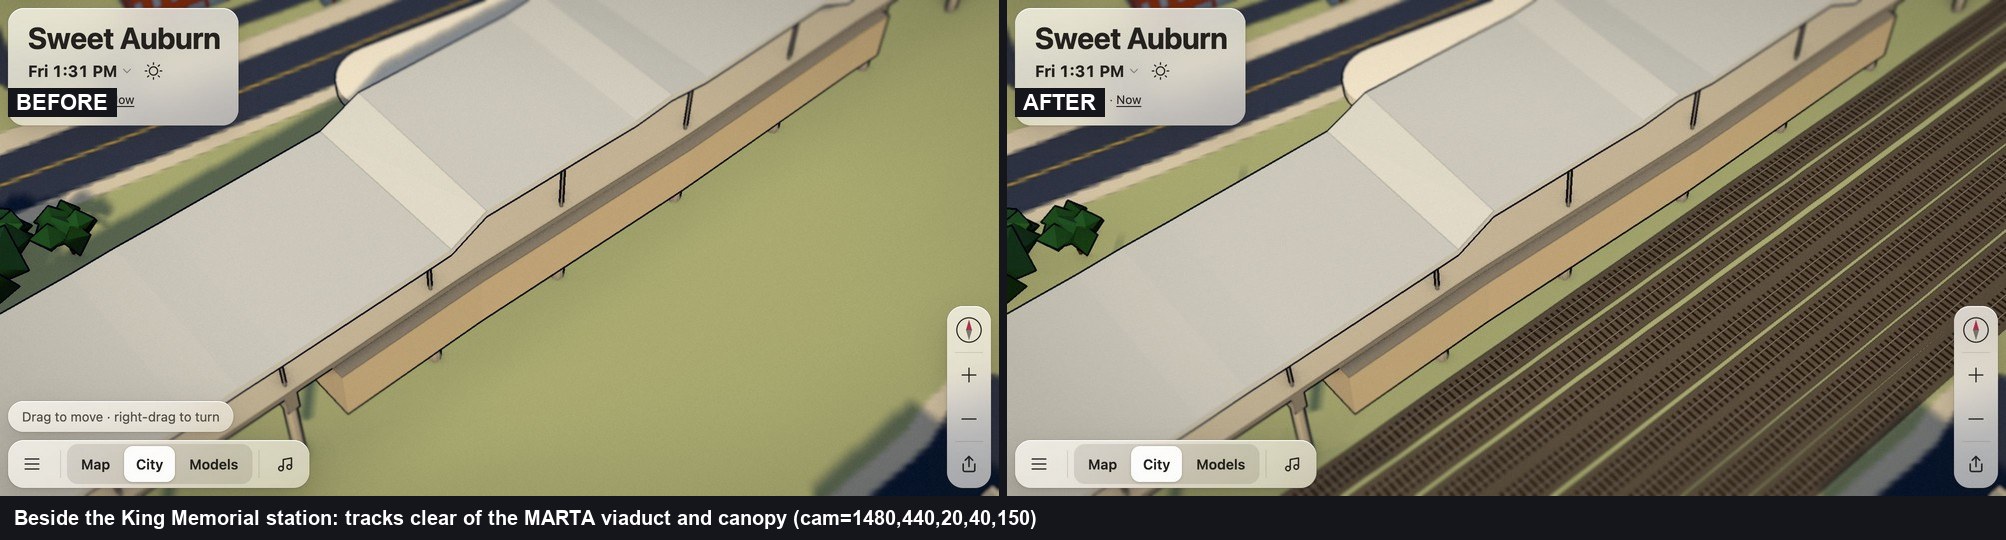 Sweet Auburn
Fri 1:31 PM
BEFORE
ow
Drag to move · right-drag to turn
Map City Models
Sweet Auburn
Fri 1:31 PM
AFTER · Now
Map City Models
Beside the King Memorial station: tracks clear of the MARTA viaduct and canopy (cam=1480,440,20,40,150)